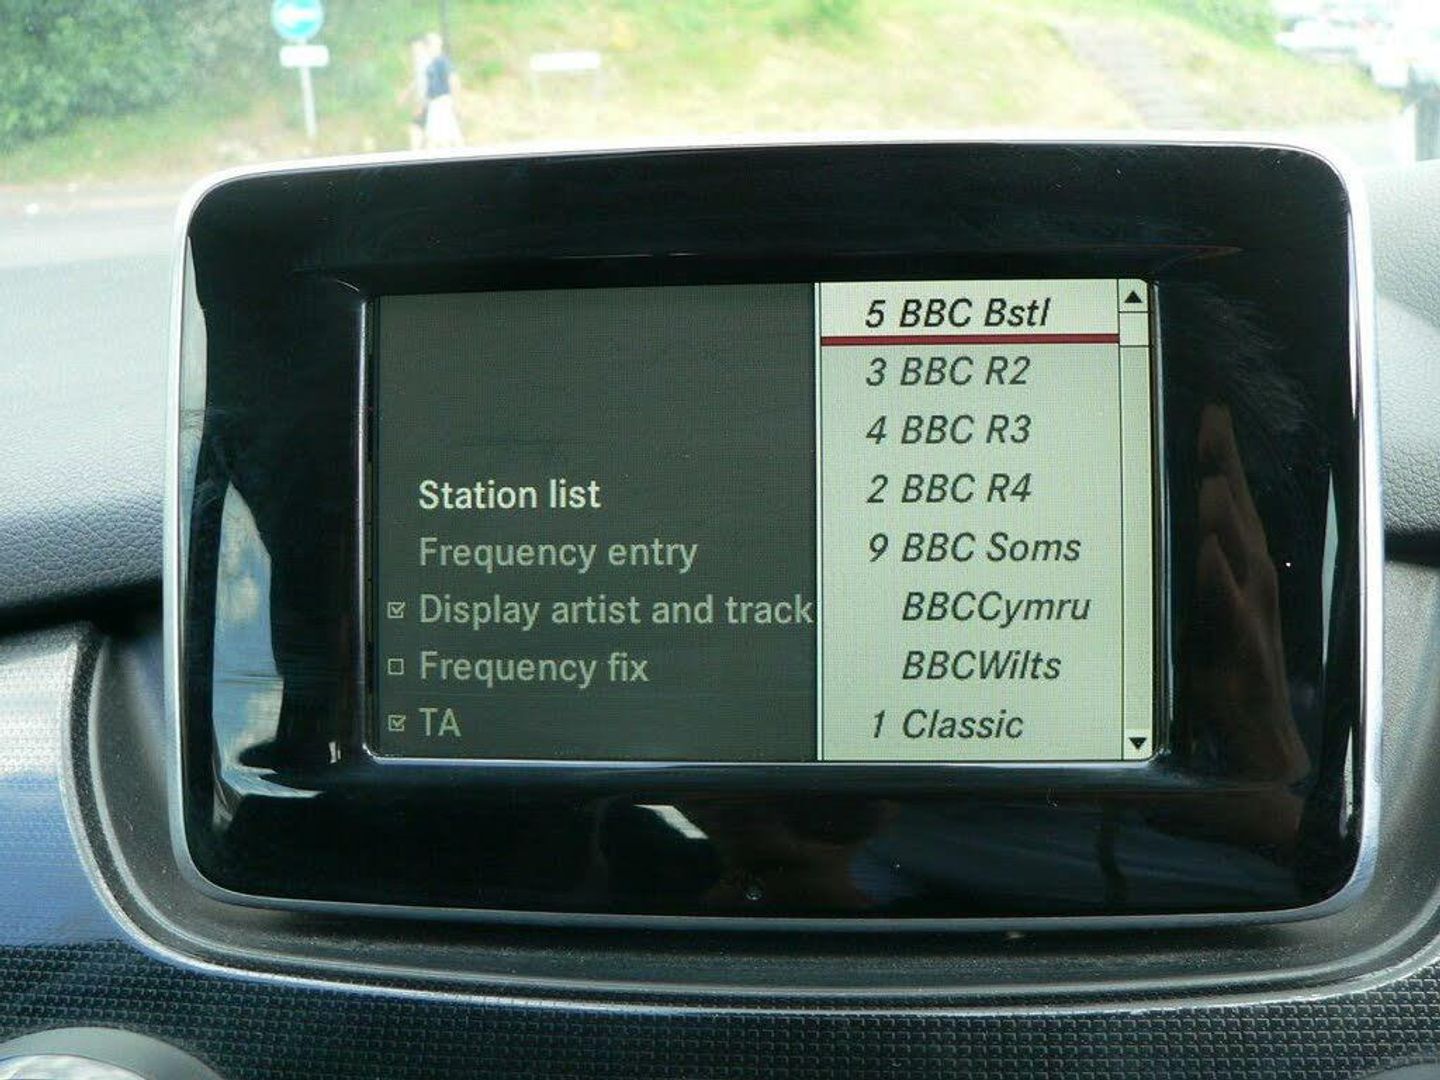 Station list
Frequency entry
Display artist and track
Frequency fix
TA
5 BBC Bstl
3 BBC R2
4 BBC R3
2 BBC R4
9 BBC Soms
BBCCymru
BBCWilts
1 Classic